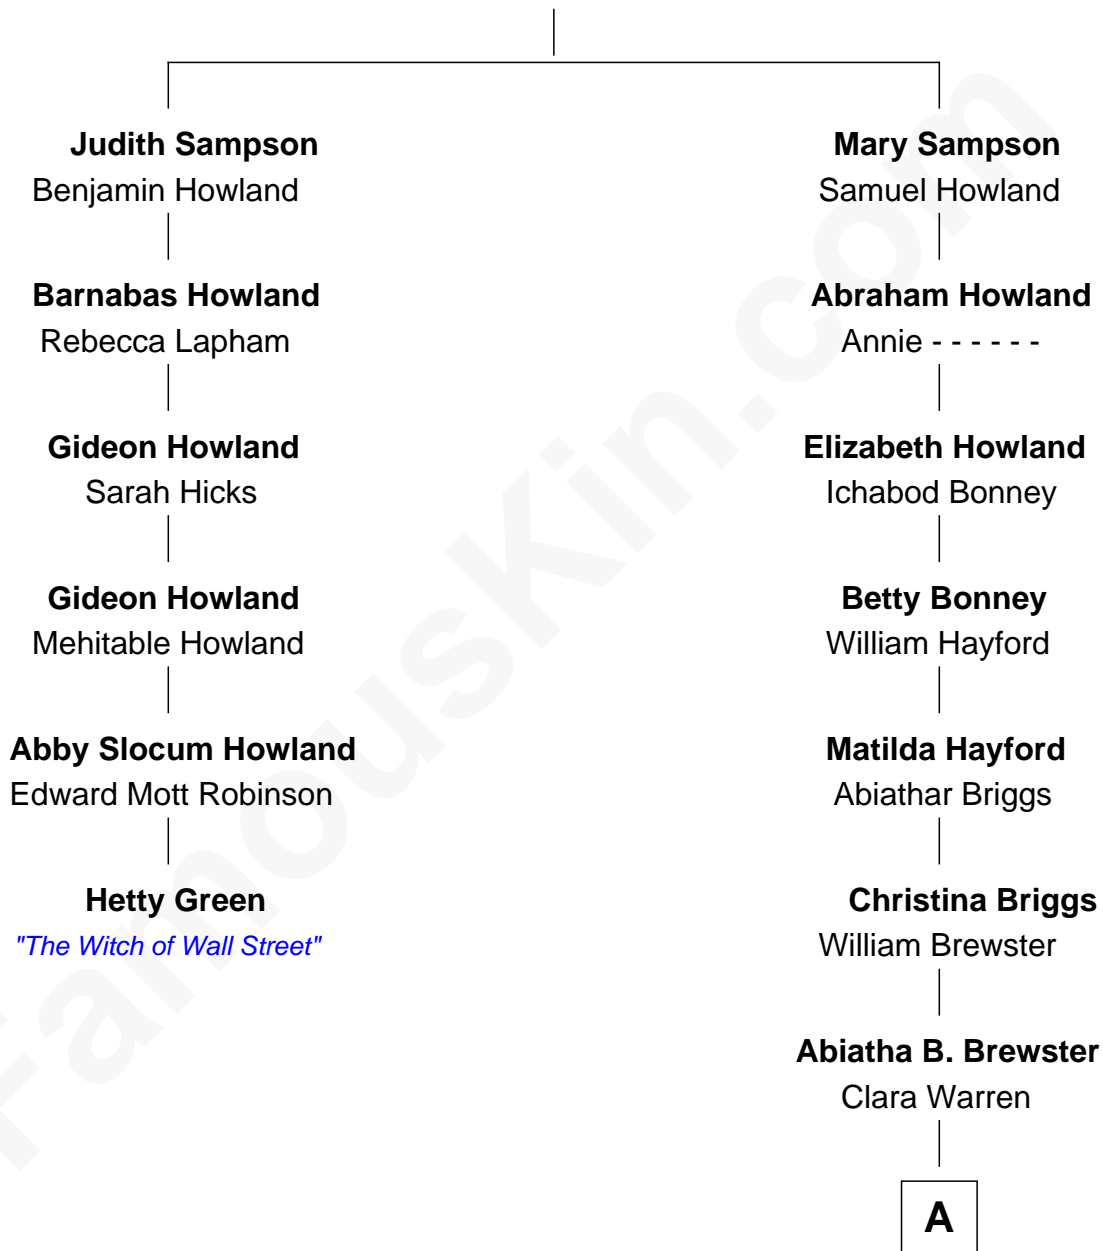 Judith Sampson
Benjamin Howland
Barnabas Howland
Rebecca Lapham
Gideon Howland
Sarah Hicks
Gideon Howland
Mehitable Howland
Abby Slocum Howland
Edward Mott Robinson
Hetty Green
"The Witch of Wall Street"
Mary Sampson
Samuel Howland
Abraham Howland
Annie - - - - - -
Elizabeth Howland
Ichabod Bonney
Betty Bonney
William Hayford
Matilda Hayford
Abiathar Briggs
Christina Briggs
William Brewster
Abiatha B. Brewster
Clara Warren
A
FamousKin.com